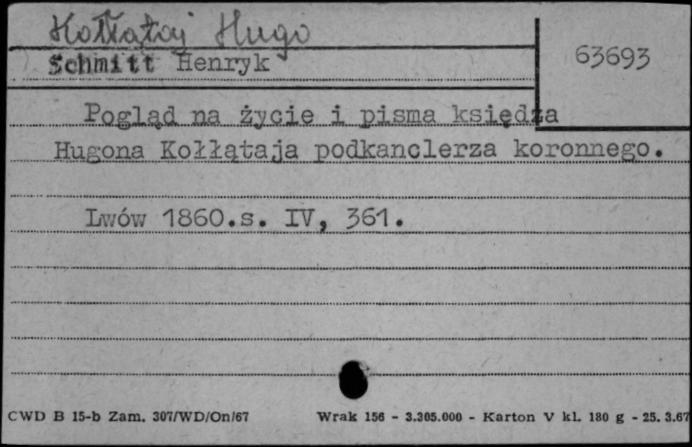 Kołłątaj Hugo
63693
Schmitt Henryk
Pogląd na życie i pisma księdza
Hugona Kołłątaja podkanclerza koronnego.
Lwów 1860.s. IV, 361.
CWD B 15-b Zam. 307/WD/On/67
Wrak 156 - 3.305.000 - Karton V kl. 180 g - 25. 3.67